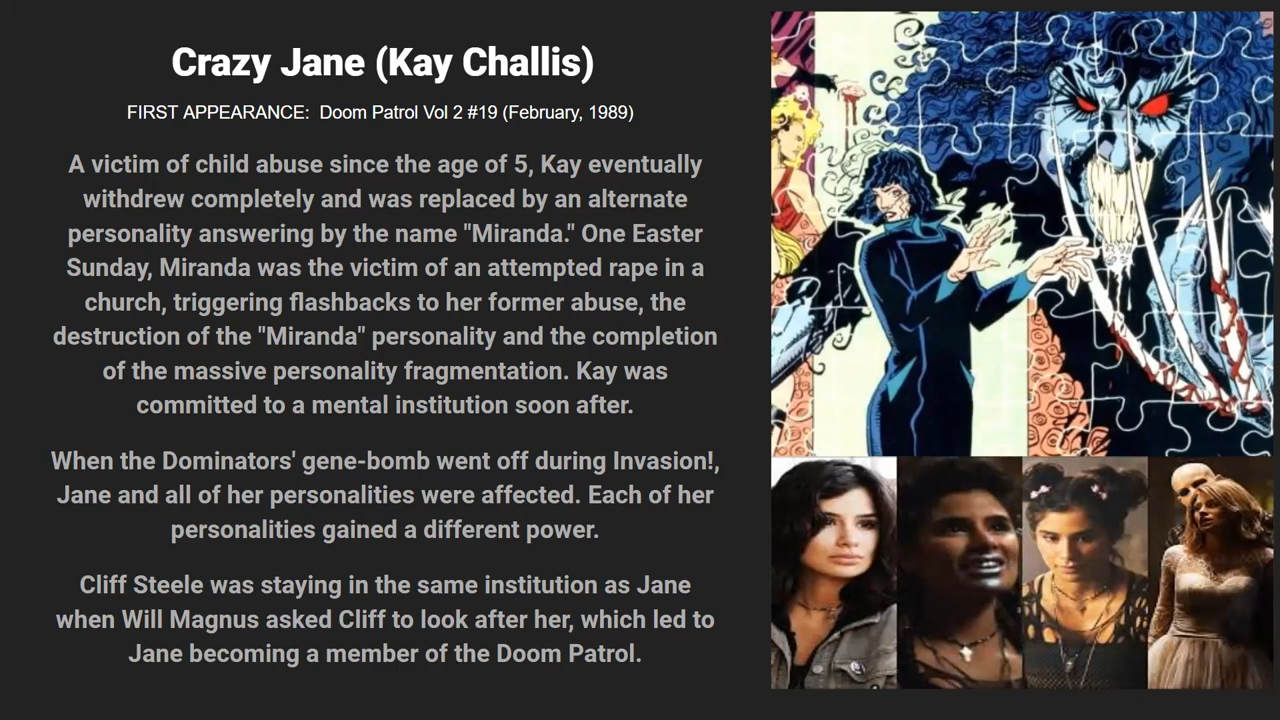 Crazy Jane (Kay Challis)
FIRST APPEARANCE: Doom Patrol Vol 2 #19 (February, 1989)
A victim of child abuse since the age of 5, Kay eventually
withdrew completely and was replaced by an alternate
personality answering by the name "Miranda." One Easter
Sunday, Miranda was the victim of an attempted rape in a
church, triggering flashbacks to her former abuse, the
destruction of the "Miranda" personality and the completion
of the massive personality fragmentation. Kay was
committed to a mental institution soon after.
When the Dominators' gene-bomb went off during Invasion!,
Jane and all of her personalities were affected. Each of her
personalities gained a different power.
Cliff Steele was staying in the same institution as Jane
when Will Magnus asked Cliff to look after her, which led to
Jane becoming a member of the Doom Patrol.